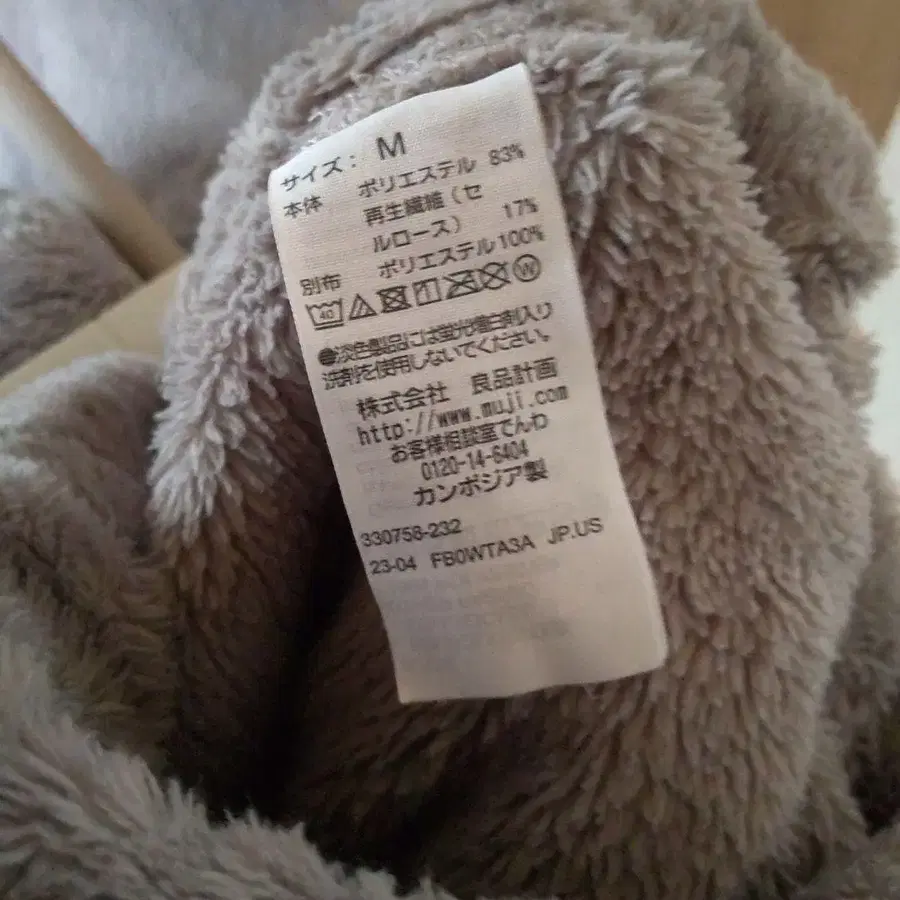 サイズ: M
本体 ポリエステル 83%
再生繊維(セ
ルロース) 17%
別布 ポリエステル100%
40 W
●淡色製品には蛍光増白剤入り
洗剤を使用しないでください。
株式会社 良品計画
http://www.muji.com
お客様相談室でんわ
0120-14-6404
カンボジア製
330758-232
23-04 FB0WTA3A JP.US